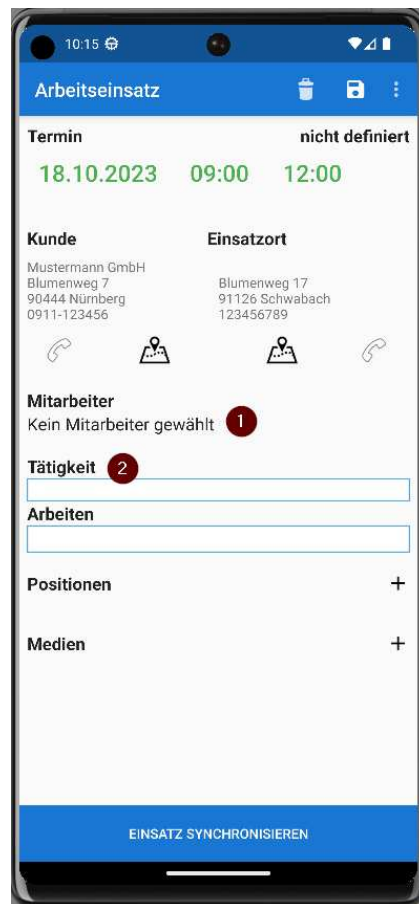 10:15
Arbeitseinsatz
Termin nicht definiert
18.10.2023 09:00 12:00
Kunde Einsatzort
Mustermann GmbH
Blumenweg 7 Blumenweg 17
90444 Nürnberg 91126 Schwabach
0911-123456 123456789
Mitarbeiter
Kein Mitarbeiter gewählt 1
Tätigkeit 2
Arbeiten
Positionen +
Medien +
EINSATZ SYNCHRONISIEREN